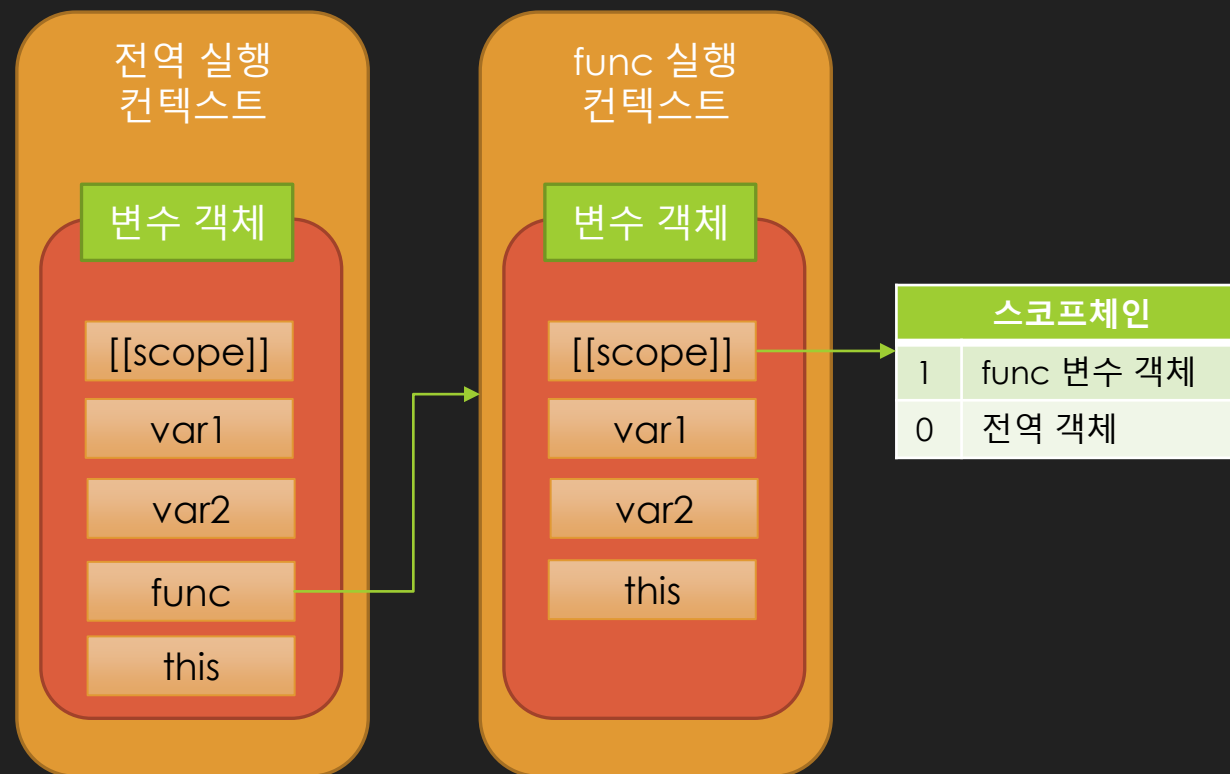 전역 실행
컨텍스트
변수 객체
[[scope]]
var1
var2
func
this
func 실행
컨텍스트
변수 객체
[[scope]]
var1
var2
this
스코프체인
1 func 변수 객체
0 전역 객체